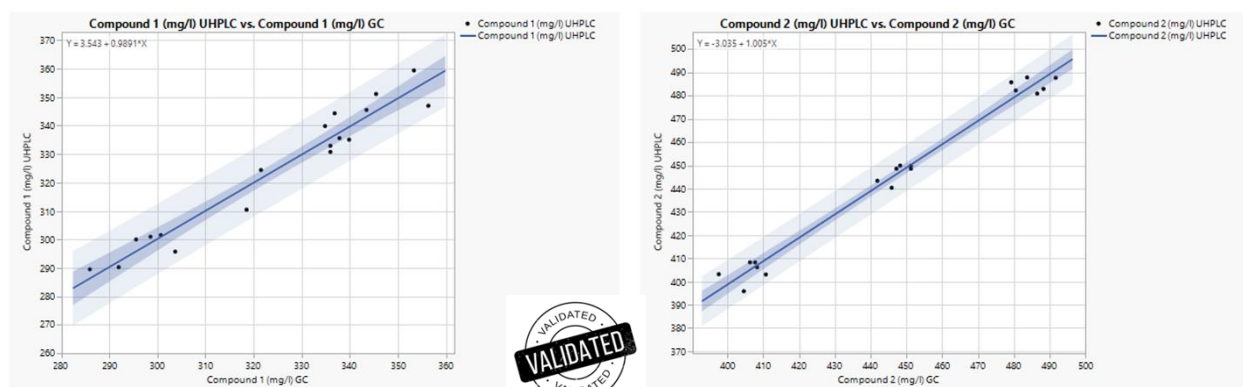 Compound 1 (mg/l) UHPLC vs. Compound 1 (mg/l) GC
Y = 3.543 + 0.9891*X
Compound 1 (mg/l) UHPLC
Compound 1 (mg/l) UHPLC
370
360
350
340
330
320
310
300
290
280
270
260
Compound 1 (mg/l) UHPLC
280 290 300 310 320 330 340 350 360
Compound 1 (mg/l) GC
VALIDATED
VALIDATED
VALIDATED
Compound 2 (mg/l) UHPLC vs. Compound 2 (mg/l) GC
Y = -3.035 + 1.005*X
Compound 2 (mg/l) UHPLC
Compound 2 (mg/l) UHPLC
500
490
480
470
460
450
440
430
420
410
400
390
380
370
Compound 2 (mg/l) UHPLC
400 410 420 430 440 450 460 470 480 490 500
Compound 2 (mg/l) GC